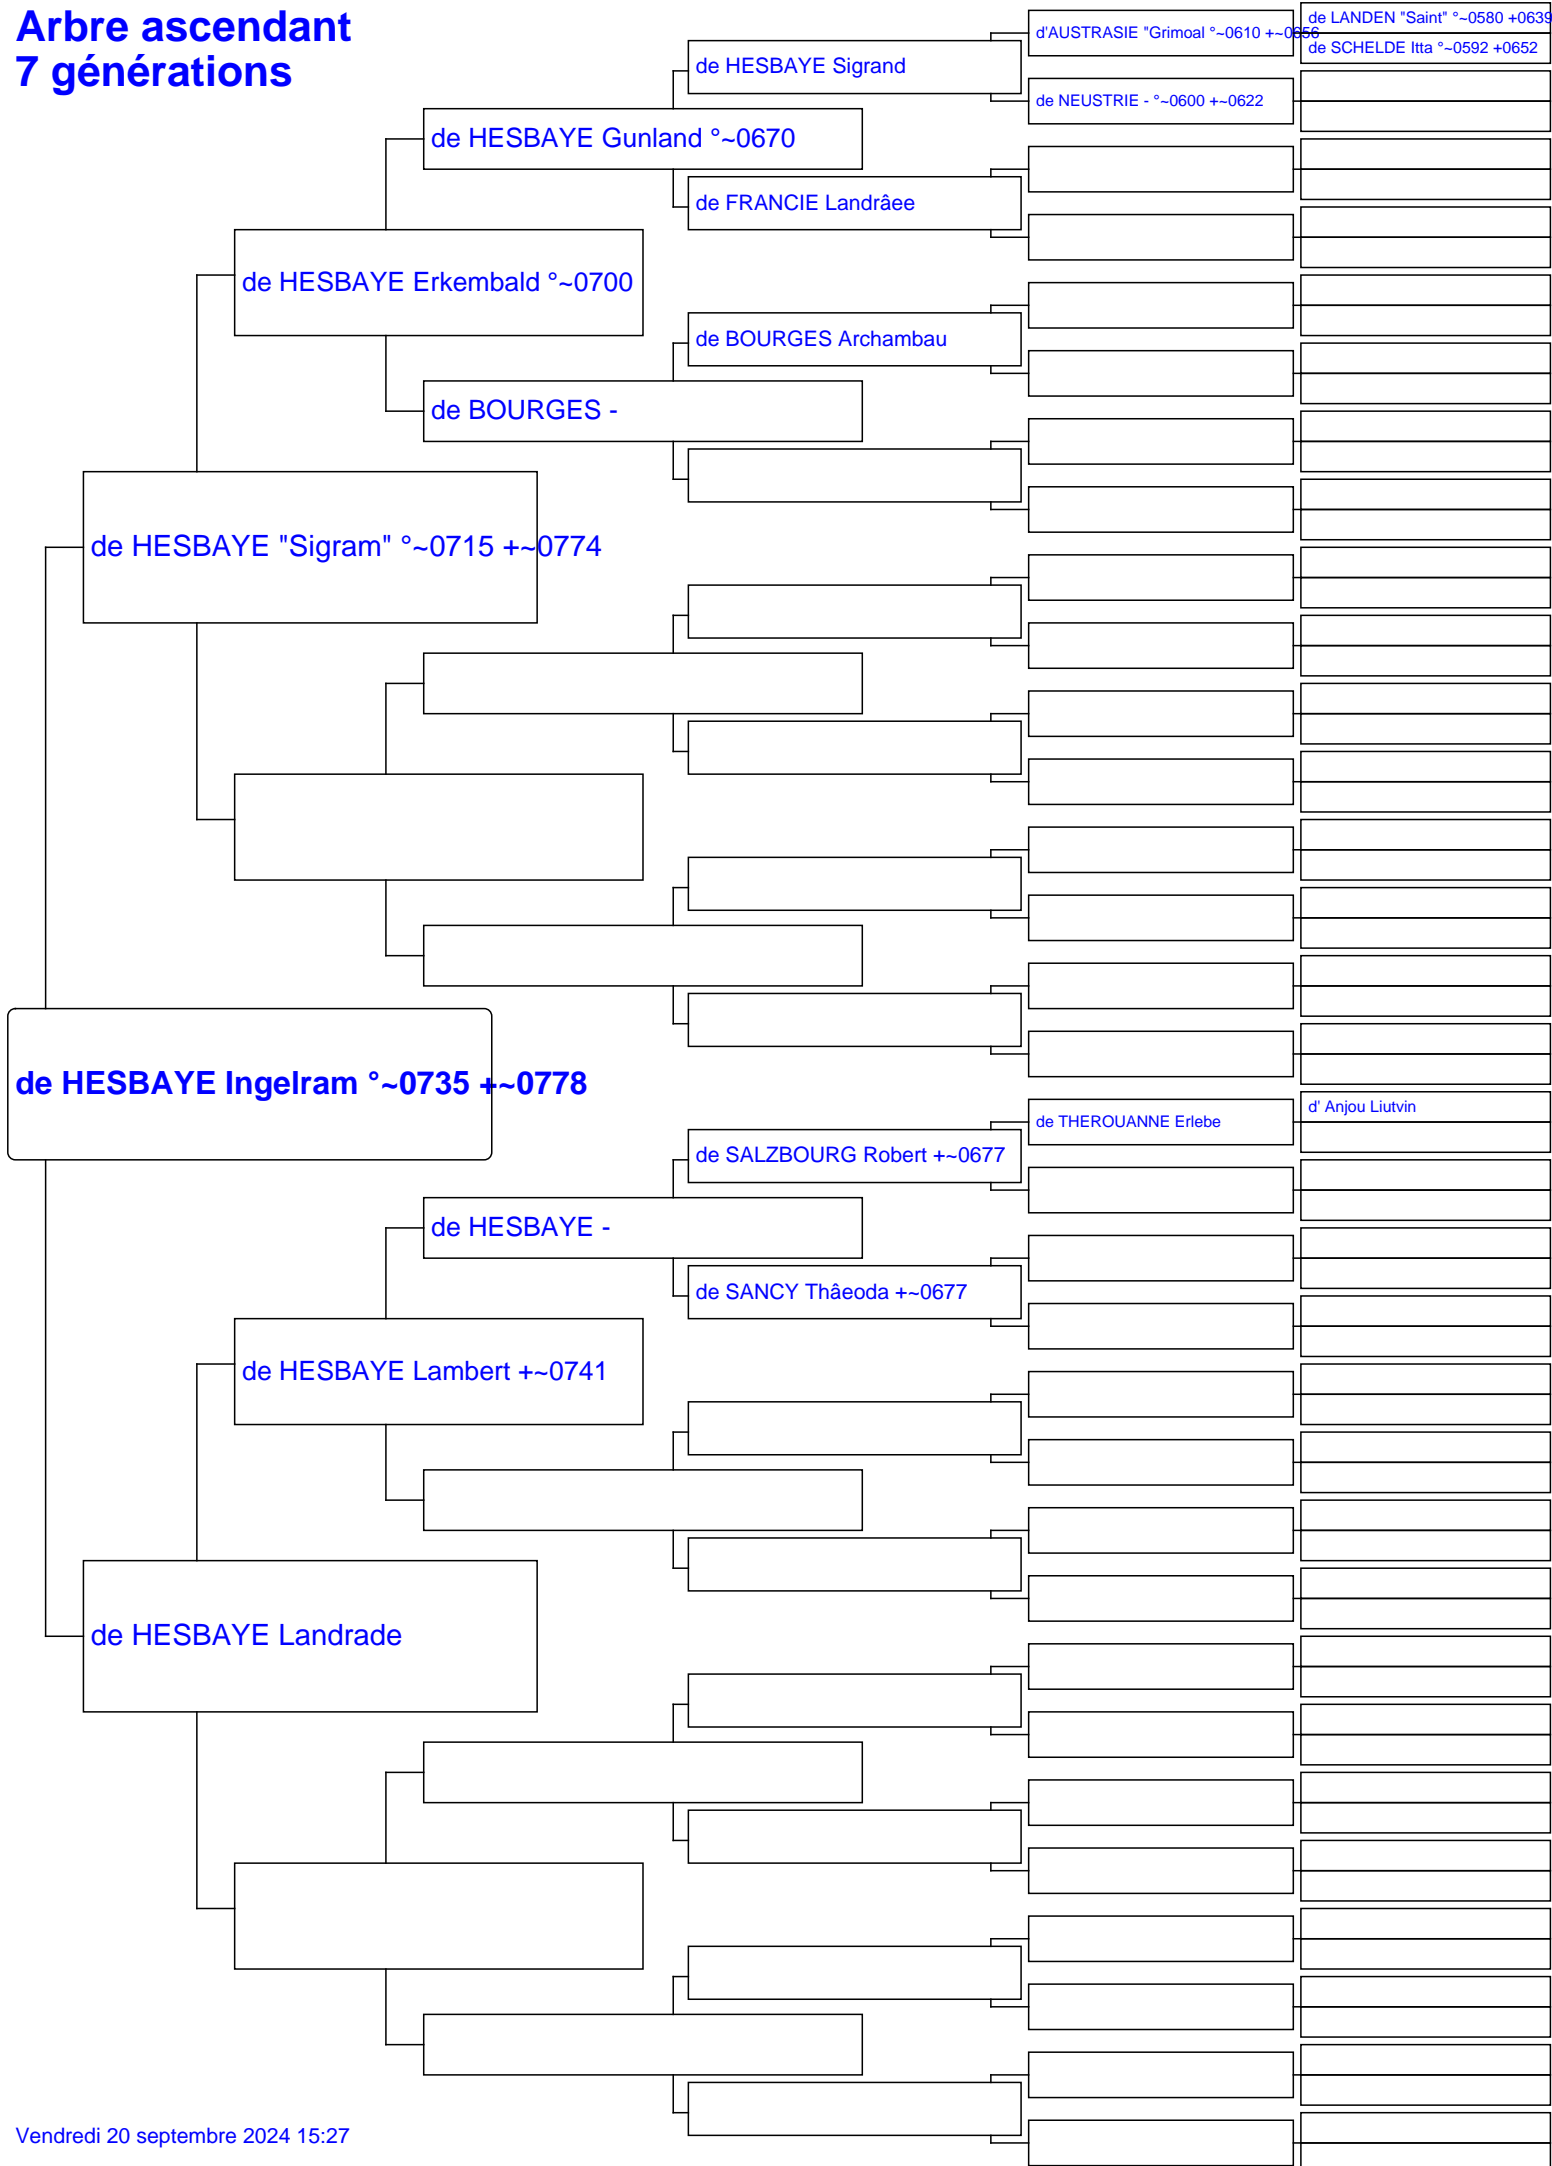 Arbre ascendant
7 générations
de LANDEN "Saint" °~0580 +0639
d'AUSTRASIE "Grimoal °~0610 +~0656
de SCHELDE Itta °~0592 +0652
de HESBAYE Sigrand
de NEUSTRIE - °~0600 +~0622
de HESBAYE Gunland °~0670
de FRANCIE Landrâee
de HESBAYE Erkembald °~0700
de BOURGES Archambau
de BOURGES -
de HESBAYE "Sigram" °~0715 +~0774
de HESBAYE Ingelram °~0735 +~0778
d' Anjou Liutvin
de THEROUANNE Erlebe
de SALZBOURG Robert +~0677
de HESBAYE -
de SANCY Thâeoda +~0677
de HESBAYE Lambert +~0741
de HESBAYE Landrade
Vendredi 20 septembre 2024 15:27